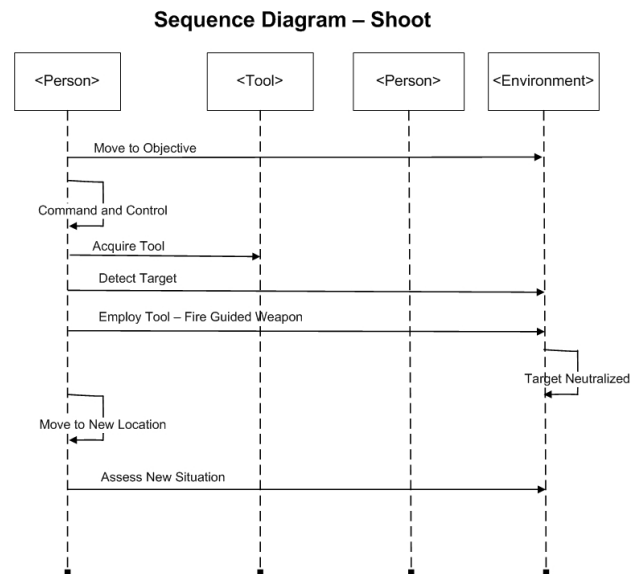 Sequence Diagram – Shoot
<Person>
<Tool>
<Person>
<Environment>
Move to Objective
Command and Control
Acquire Tool
Detect Target
Employ Tool – Fire Guided Weapon
Target Neutralized
Move to New Location
Assess New Situation